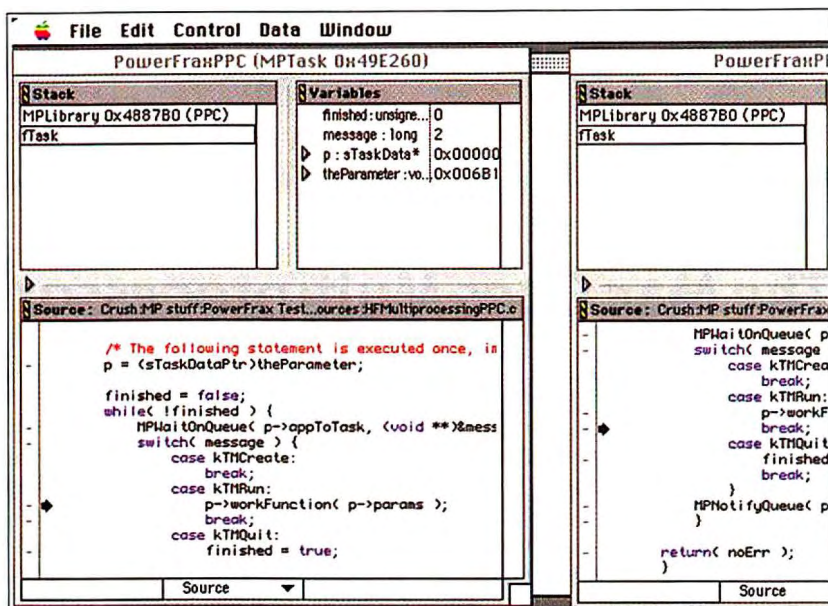 File Edit Control Data Window
PowerFraxPPC (MPTask 0x49E260)
Stack
MPLibrary 0x4887B0 (PPC)
fTask
Variables
finished : unsigne... 0
message : long 2
p : sTaskData* 0x00000
theParameter : vo... 0x006B1
Source: Crush:MP stuff:PowerFrax Test...ources:HFMultiprocessingPPC.c
/* The following statement is executed once, im
p = (sTaskDataPtr)theParameter;
finished = false;
while( !finished ) {
MPWaitOnQueue( p->appToTask, (void **)&mess
switch( message ) {
case kTMCreate:
break;
case kTMRun:
p->workFunction( p->params );
break;
case kTMQuit:
finished = true;
Source
PowerFraxP
Stack
MPLibrary 0x4887B0 (PPC)
fTask
Source: Crush:MP stuff:PowerFrax
MPWaitOnQueue( p
switch( message
case kTMCrea
break;
case kTMRun:
p->workF
break;
case kTMQuit
finished
break;
}
MPNotifyQueue( p
}
return( noErr );
}
Source